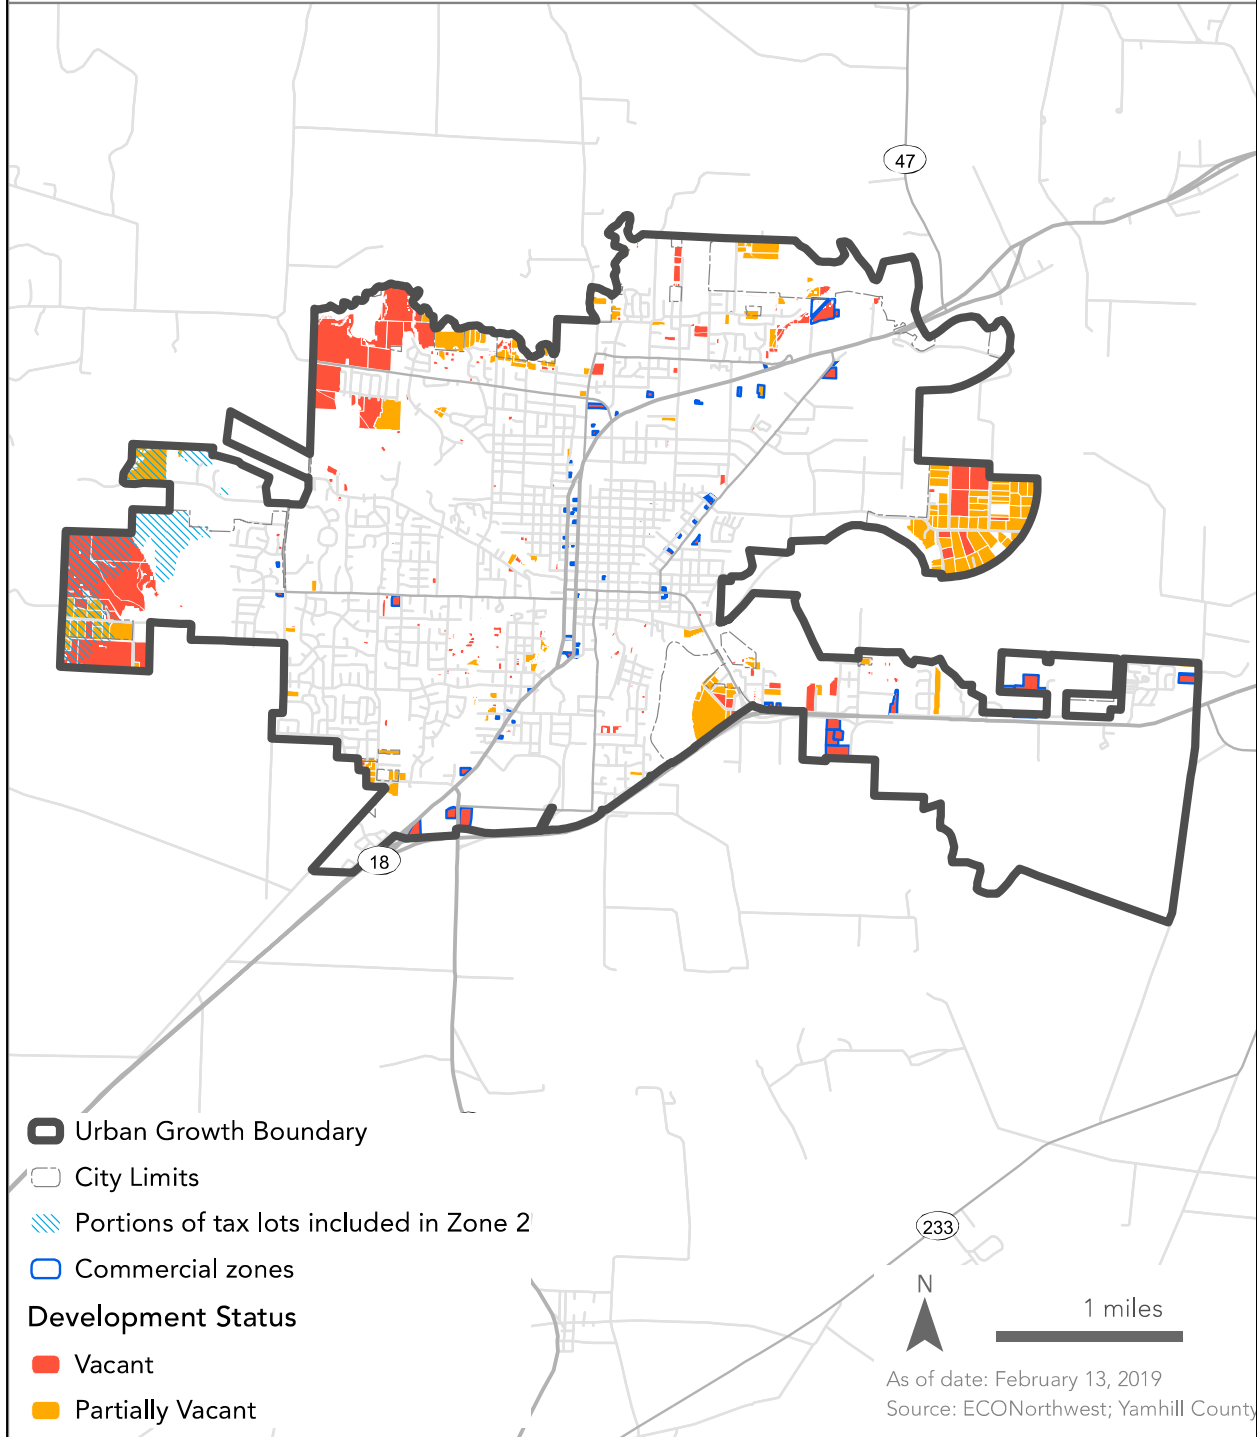 47
18
Urban Growth Boundary
City Limits
Portions of tax lots included in Zone 2
Commercial zones
Development Status
Vacant
Partially Vacant
233
N
1 miles
As of date: February 13, 2019
Source: ECONorthwest; Yamhill County